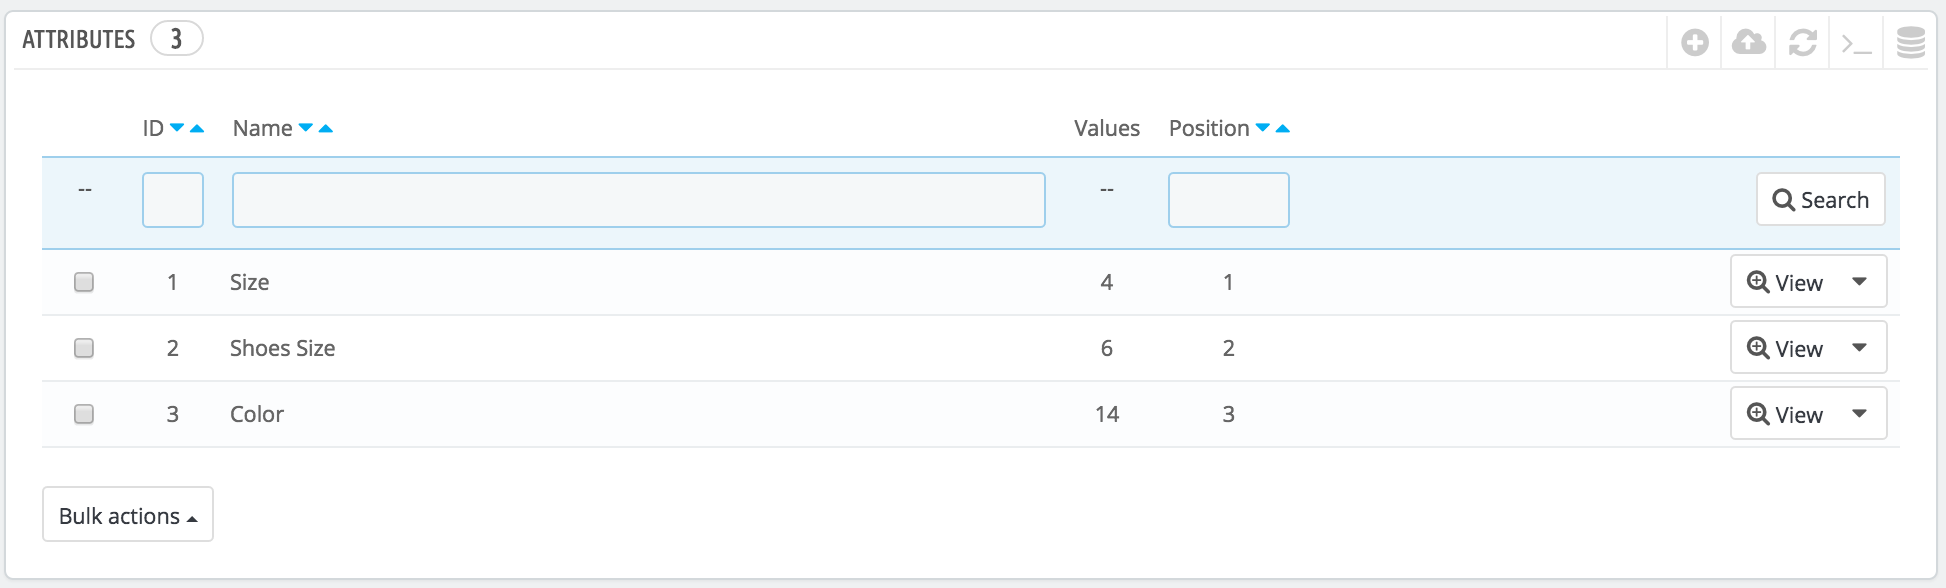 ATTRIBUTES 3
ID Name Values Position
-- -- Search
1 Size 4 1 View
2 Shoes Size 6 2 View
3 Color 14 3 View
Bulk actions